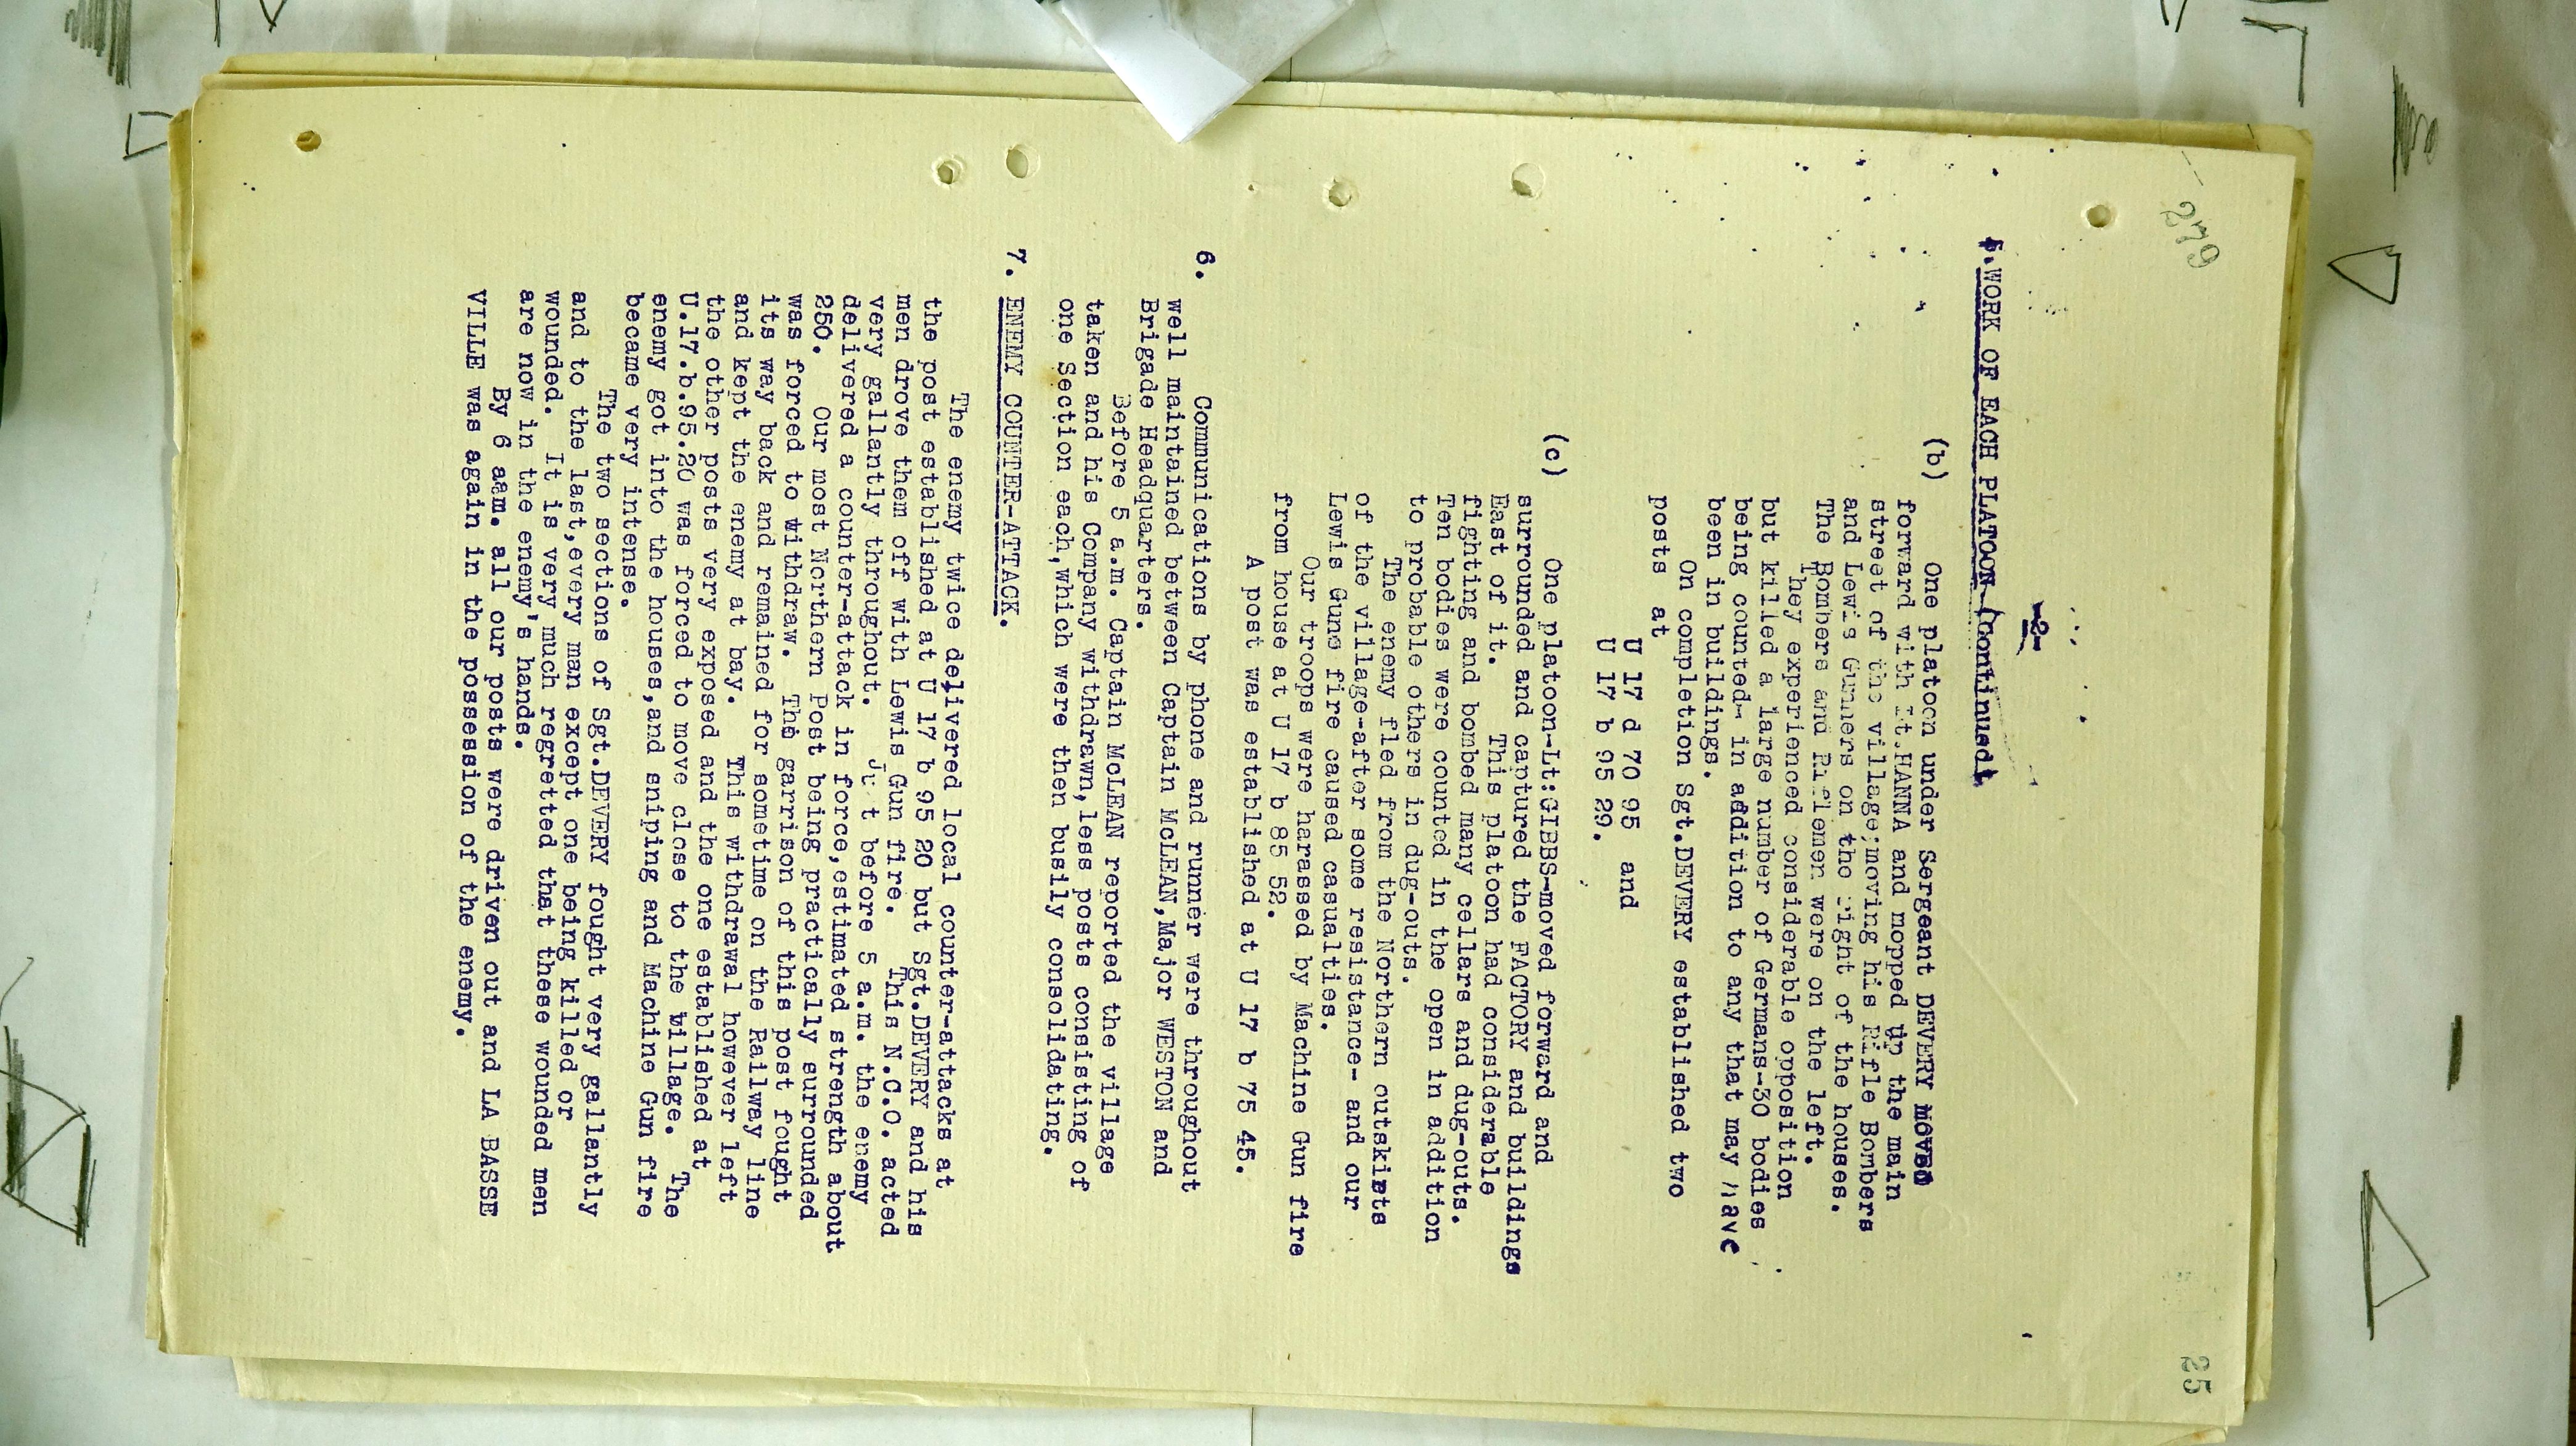 279
25
-2-
5.WORK OF EACH PLATOON (Continued)
(b) One platoon under Sergeant DEVERY moved
forward with Lt.HANNA and mopped up the main
street of the village;moving his Rifle Bombers
and Lewis Gunners on the right of the houses.
The Bombers and Riflemen were on the left.
They experienced considerable opposition
but killed a large number of Germans-30 bodies
being counted- in addition to any that may have
been in buildings.
On completion Sgt.DEVERY established two
posts at
U 17 d 70 95 and
U 17 b 95 29.
(c) One platoon-Lt:GIBBS-moved forward and
surrounded and captured the FACTORY and buildings
East of it. This platoon had considerable
fighting and bombed many cellars and dug-outs.
Ten bodies were counted in the open in addition
to probable others in dug-outs.
The enemy fled from the Northern outskirts
of the village-after some resistance- and our
Lewis Guns fire caused casualties.
Our troops were harassed by Machine Gun fire
from house at U 17 b 85 52.
A post was established at U 17 b 75 45.
6. Communications by phone and runner were throughout
well maintained between Captain McLEAN,Major WESTON and
Brigade Headquarters.
Before 5 a.m. Captain McLEAN reported the village
taken and his Company withdrawn,less posts consisting of
one Section each,which were then busily consolidating.
7. ENEMY COUNTER-ATTACK.
The enemy twice delivered local counter-attacks at
the post established at U 17 b 95 20 but Sgt.DEVERY and his
men drove them off with Lewis Gun fire. This N.C.O. acted
very gallantly throughout. Just before 5 a.m. the enemy
delivered a counter-attack in force,estimated strength about
250. Our most Northern Post being practically surrounded
was forced to withdraw. The garrison of this post fought
its way back and remained for sometime on the Railway line
and kept the enemy at bay. This withdrawal however left
the other posts very exposed and the one established at
U.17.b.95.20 was forced to move close to the village. The
enemy got into the houses,and sniping and Machine Gun fire
became very intense.
The two sections of Sgt.DEVERY fought very gallantly
and to the last,every man except one being killed or
wounded. It is very much regretted that these wounded men
are now in the enemy's hands.
By 6 aam. all our posts were driven out and LA BASSE
VILLE was again in the possession of the enemy.